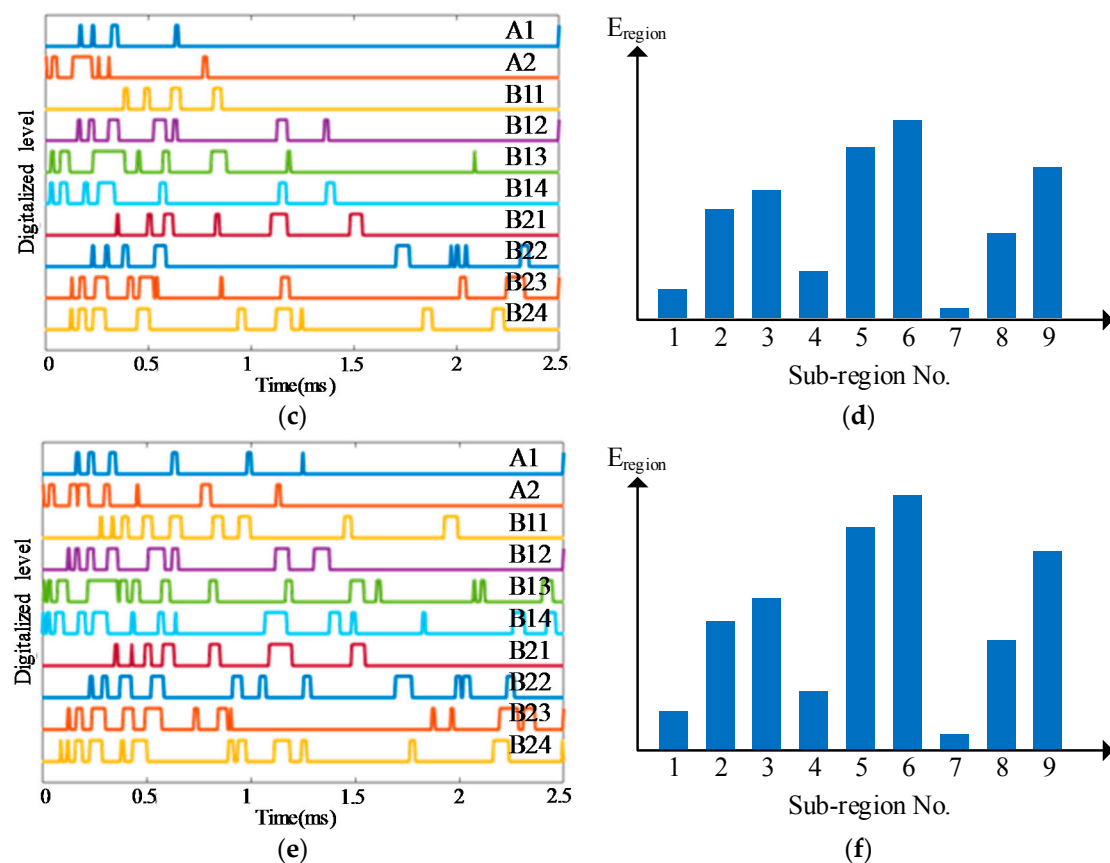 A1
A2
B11
B12
B13
B14
B21
B22
B23
B24
Digitalized level
0 0.5 1 1.5 2 2.5
Time(ms)
(c)
E region
1 2 3 4 5 6 7 8 9
Sub-region No.
(d)
A1
A2
B11
B12
B13
B14
B21
B22
B23
B24
Digitalized level
0 0.5 1 1.5 2 2.5
Time(ms)
(e)
E region
1 2 3 4 5 6 7 8 9
Sub-region No.
(f)